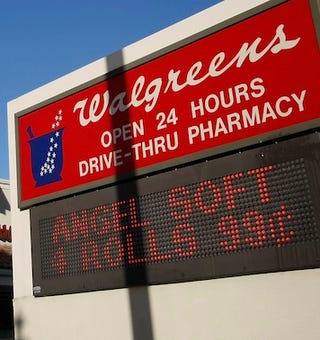 Walgreens
OPEN 24 HOURS
DRIVE-THRU PHARMACY
ANGEL SOFT
4 ROLLS 99¢